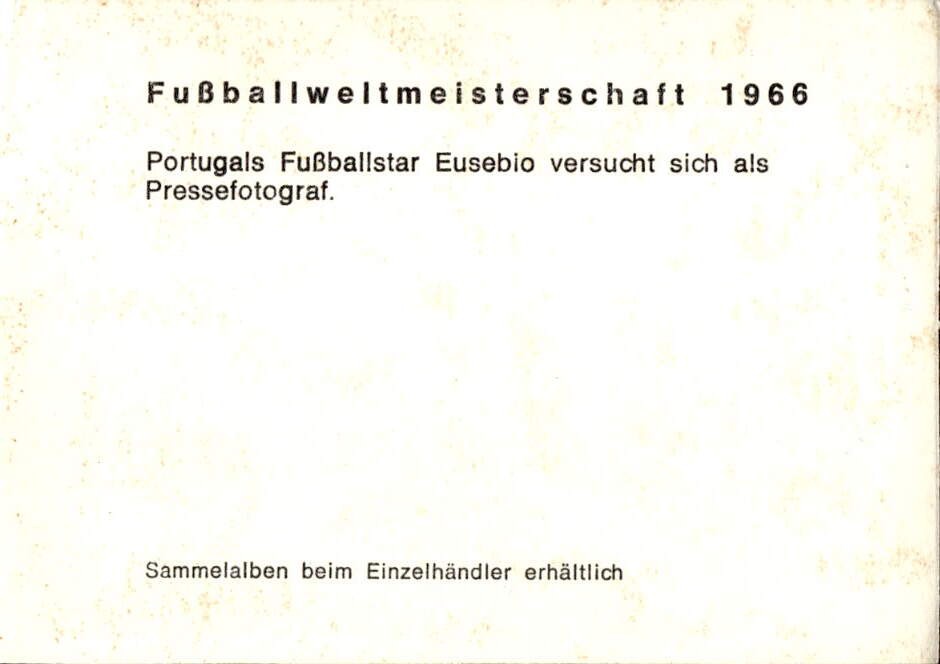 Fußballweltmeisterschaft 1966
Portugals Fußballstar Eusebio versucht sich als
Pressefotograf.
Sammelalben beim Einzelhändler erhältlich